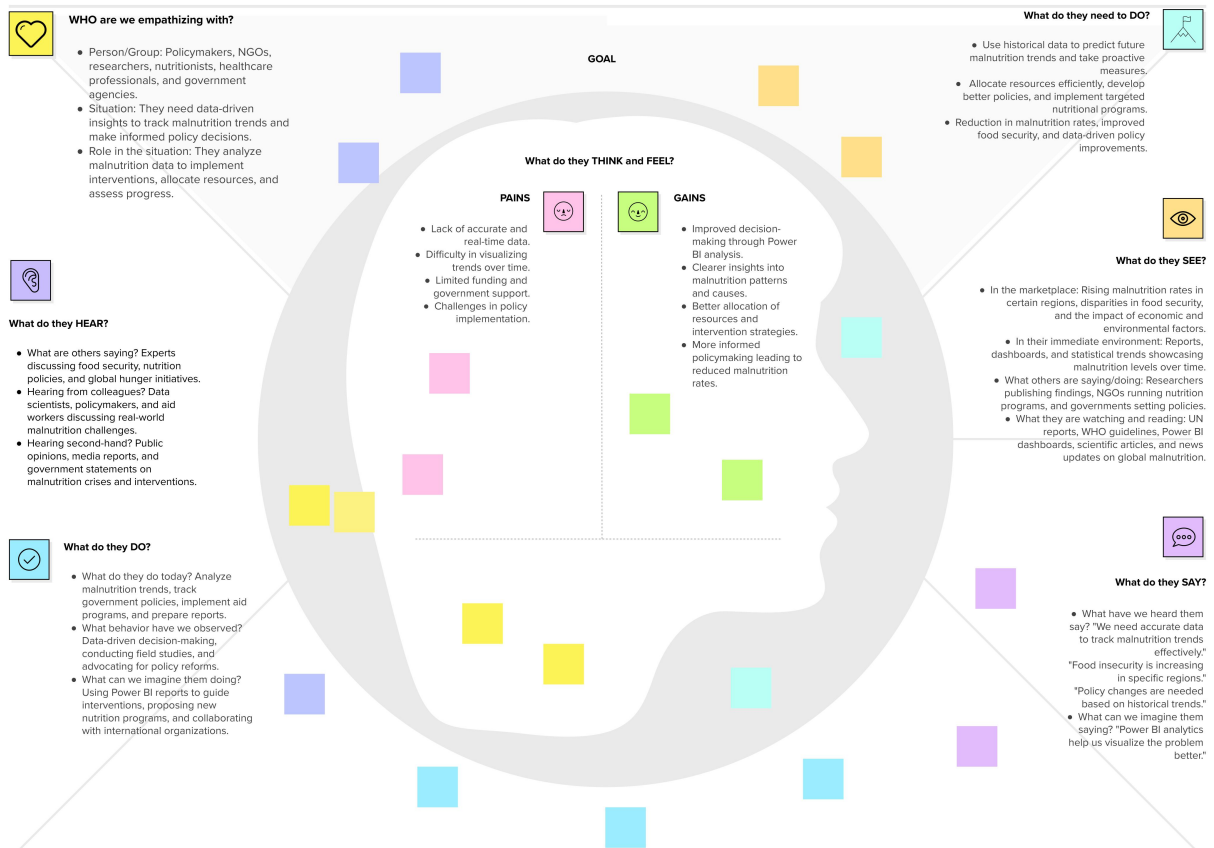 WHO are we empathizing with?
● Person/Group: Policymakers, NGOs,
researchers, nutritionists, healthcare
professionals, and government
agencies.
● Situation: They need data-driven
insights to track malnutrition trends and
make informed policy decisions.
● Role in the situation: They analyze
malnutrition data to implement
interventions, allocate resources, and
assess progress.
GOAL
What do they need to DO?
● Use historical data to predict future
malnutrition trends and take proactive
measures.
● Allocate resources efficiently, develop
better policies, and implement targeted
nutritional programs.
● Reduction in malnutrition rates, improved
food security, and data-driven policy
improvements.
What do they THINK and FEEL?
PAINS
● Lack of accurate and
real-time data.
● Difficulty in visualizing
trends over time.
● Limited funding and
government support.
● Challenges in policy
implementation.
GAINS
● Improved decision-
making through Power
BI analysis.
● Clearer insights into
malnutrition patterns
and causes.
● Better allocation of
resources and
intervention strategies.
● More informed
policymaking leading to
reduced malnutrition
rates.
What do they SEE?
● In the marketplace: Rising malnutrition rates in
certain regions, disparities in food security,
and the impact of economic and
environmental factors.
● In their immediate environment: Reports,
dashboards, and statistical trends showcasing
malnutrition levels over time.
● What others are saying/doing: Researchers
publishing findings, NGOs running nutrition
programs, and governments setting policies.
● What they are watching and reading: UN
reports, WHO guidelines, Power BI
dashboards, scientific articles, and news
updates on global malnutrition.
What do they HEAR?
● What are others saying? Experts
discussing food security, nutrition
policies, and global hunger initiatives.
● Hearing from colleagues? Data
scientists, policymakers, and aid
workers discussing real-world
malnutrition challenges.
● Hearing second-hand? Public
opinions, media reports, and
government statements on
malnutrition crises and interventions.
What do they DO?
● What do they do today? Analyze
malnutrition trends, track
government policies, implement aid
programs, and prepare reports.
● What behavior have we observed?
Data-driven decision-making,
conducting field studies, and
advocating for policy reforms.
● What can we imagine them doing?
Using Power BI reports to guide
interventions, proposing new
nutrition programs, and collaborating
with international organizations.
What do they SAY?
● What have we heard them
say? "We need accurate data
to track malnutrition trends
effectively."
"Food insecurity is increasing
in specific regions."
"Policy changes are needed
based on historical trends."
● What can we imagine them
saying? "Power BI analytics
help us visualize the problem
better."